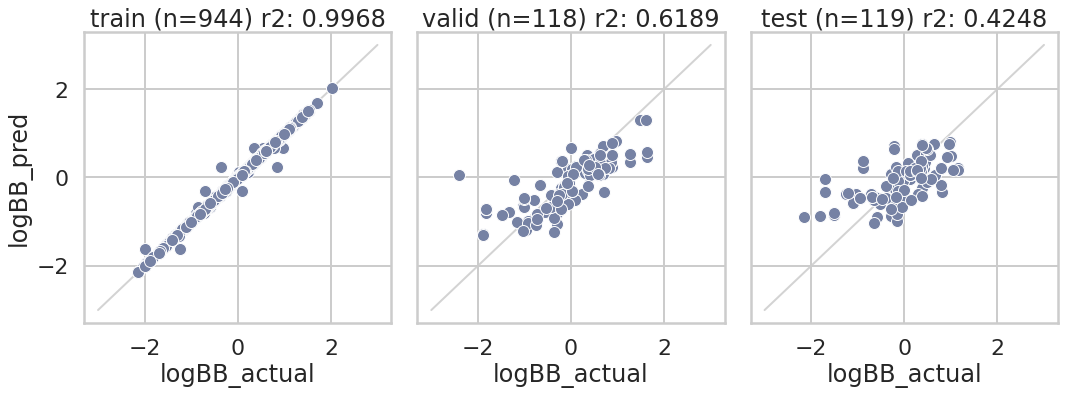 train (n=944) r2: 0.9968 valid (n=118) r2: 0.6189 test (n=119) r2: 0.4248
logBB_pred
2
0
−2
−2 0 2 −2 0 2 −2 0 2
logBB_actual logBB_actual logBB_actual